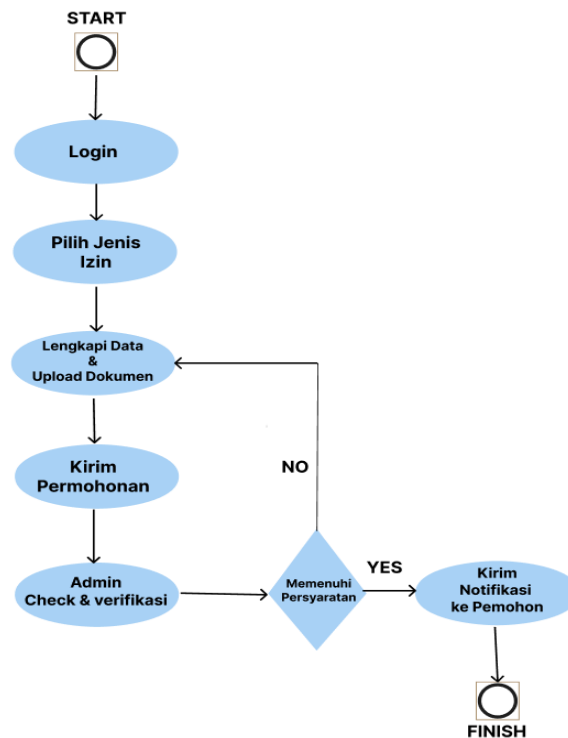 START
Login
Pilih Jenis
Izin
Lengkapi Data
&
Upload Dokumen
Kirim
Permohonan
Admin
Check & verifikasi
Memenuhi
Persyaratan
NO
YES
Kirim
Notifikasi
ke Pemohon
FINISH